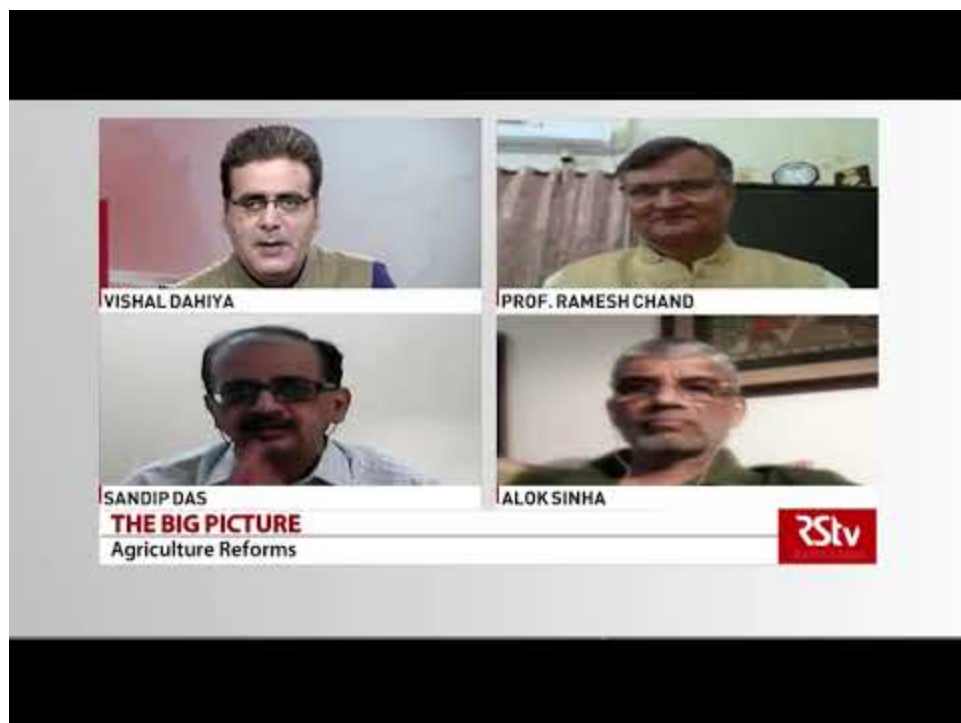 VISHAL DAHIYA
PROF. RAMESH CHAND
SANDIP DAS
ALOK SINHA
THE BIG PICTURE
Agriculture Reforms
RStv